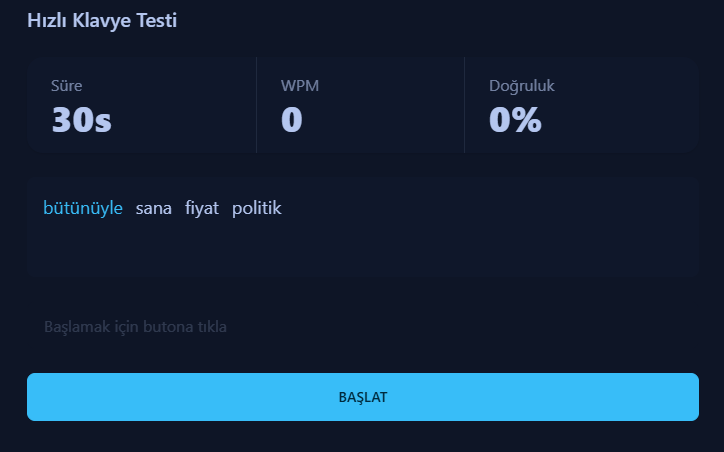 Hızlı Klavye Testi
Süre WPM Doğruluk
30s 0 0%
bütünüyle sana fiyat politik
Başlamak için butona tıkla
BAŞLAT